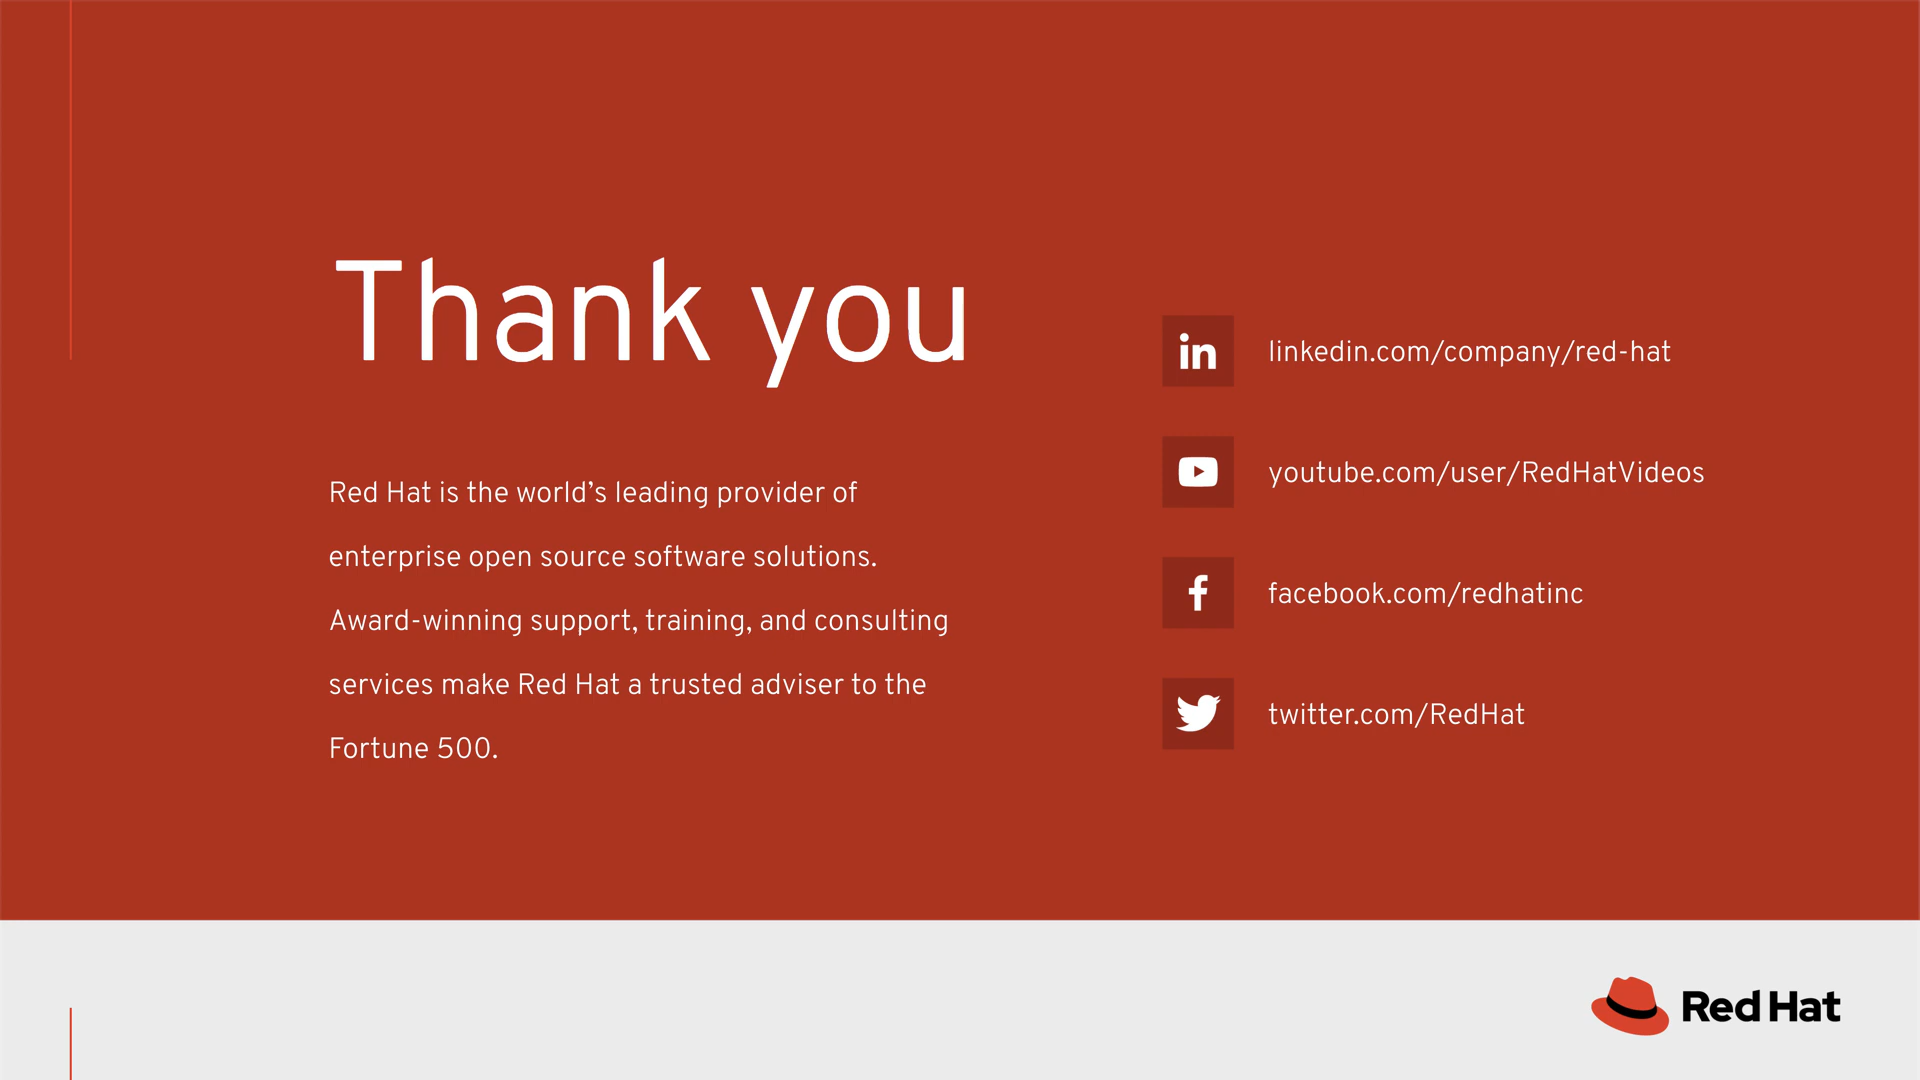 Thank you
Red Hat is the world’s leading provider of
enterprise open source software solutions.
Award-winning support, training, and consulting
services make Red Hat a trusted adviser to the
Fortune 500.
in linkedin.com/company/red-hat
youtube.com/user/RedHatVideos
f facebook.com/redhatinc
twitter.com/RedHat
Red Hat